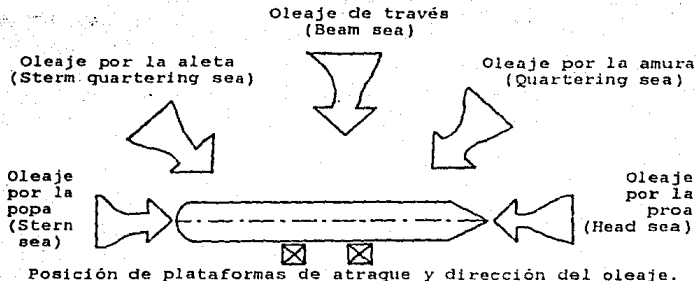 Oleaje de través
(Beam sea)
Oleaje por la aleta
(Sterm quartering sea)
Oleaje por la amura
(Quartering sea)
Oleaje
por la
popa
(Stern
sea)
Oleaje
por la
proa
(Head sea)
Posición de plataformas de atraque y dirección del oleaje.